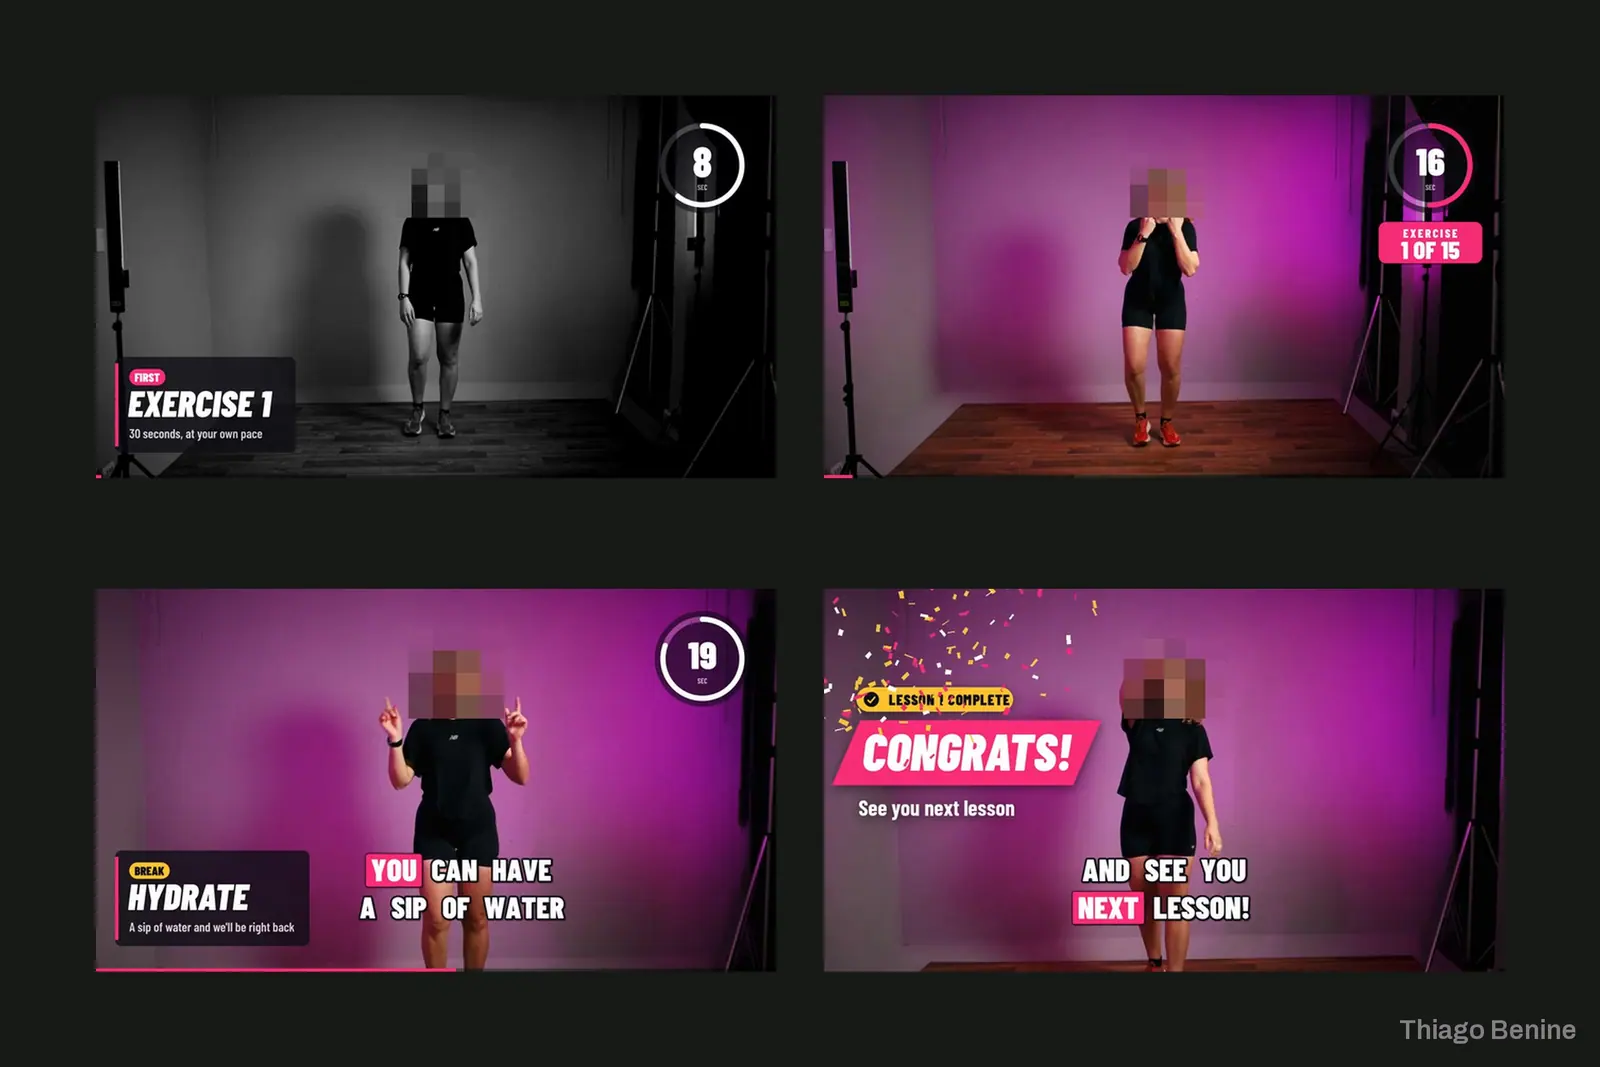 8
SEC
FIRST
EXERCISE 1
30 seconds, at your own pace
16
SEC
EXERCISE
1 OF 15
19
SEC
BREAK
HYDRATE
A sip of water and we'll be right back
YOU CAN HAVE
A SIP OF WATER
LESSON 1 COMPLETE
CONGRATS!
See you next lesson
AND SEE YOU
NEXT LESSON!
Thiago Benine